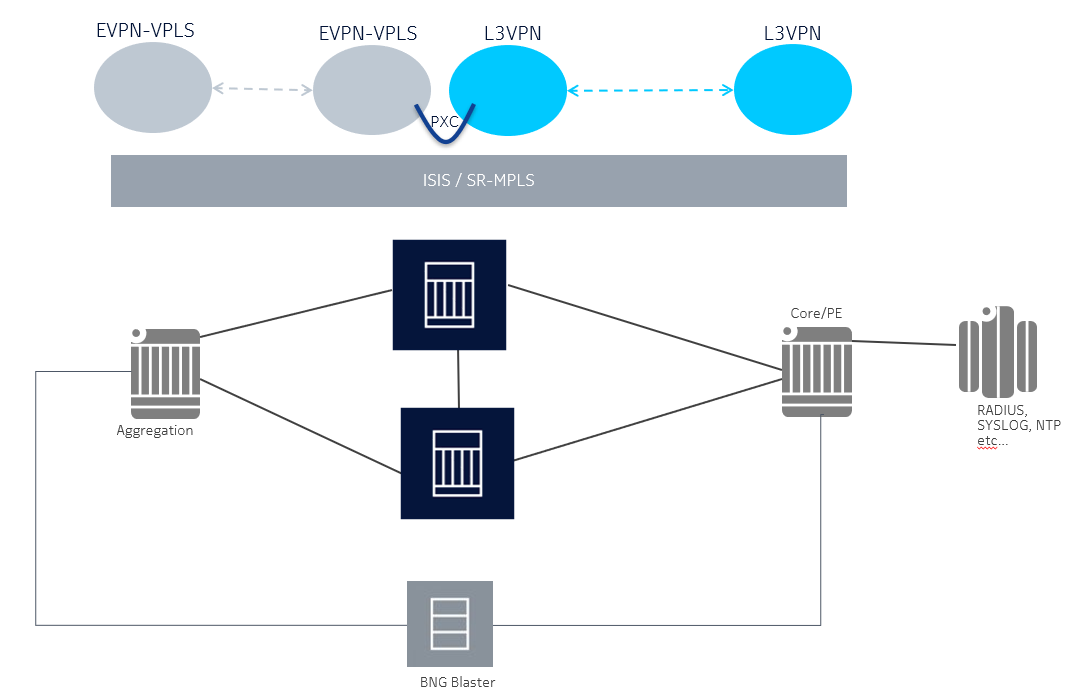 EVPN-VPLS
EVPN-VPLS
L3VPN
L3VPN
PXC
ISIS / SR-MPLS
Core/PE
Aggregation
RADIUS,
SYSLOG, NTP
etc...
BNG Blaster